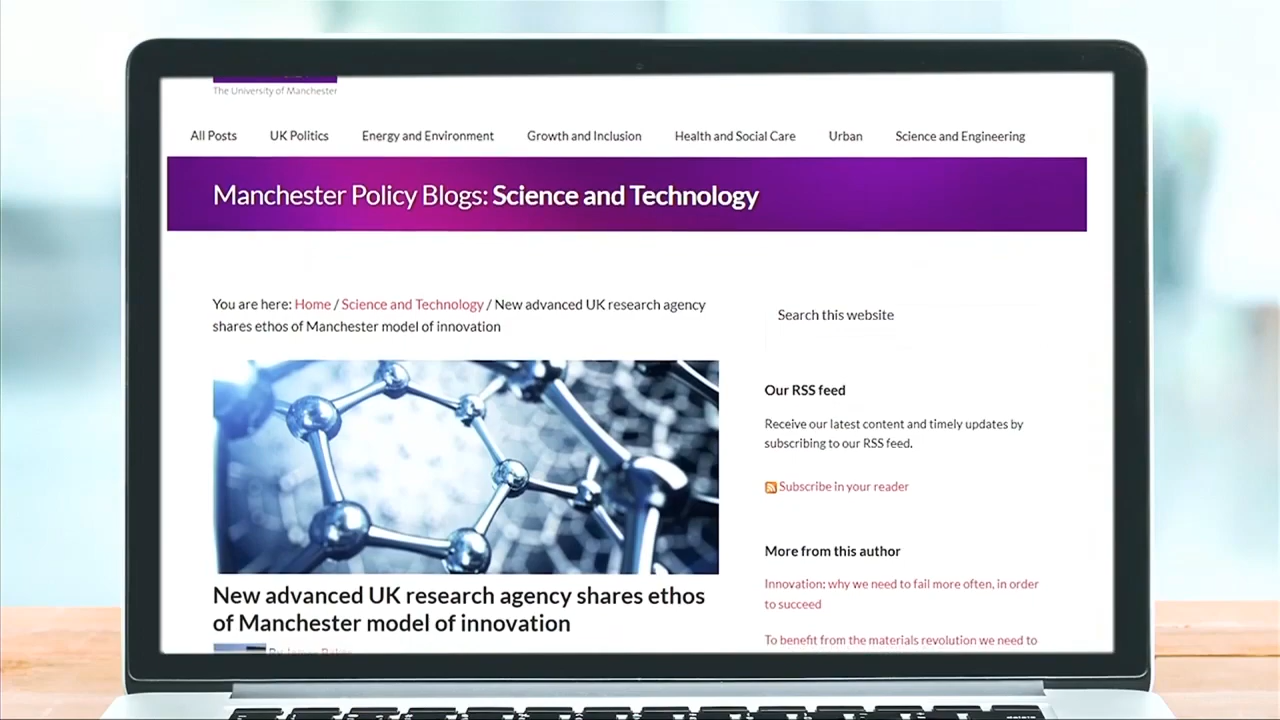 The University of Manchester
All Posts UK Politics Energy and Environment Growth and Inclusion Health and Social Care Urban Science and Engineering
Manchester Policy Blogs: Science and Technology
You are here: Home / Science and Technology / New advanced UK research agency
shares ethos of Manchester model of innovation
Search this website
Our RSS feed
Receive our latest content and timely updates by
subscribing to our RSS feed.
Subscribe in your reader
More from this author
Innovation: why we need to fail more often, in order
to succeed
To benefit from the materials revolution we need to
New advanced UK research agency shares ethos
of Manchester model of innovation
By James Baker